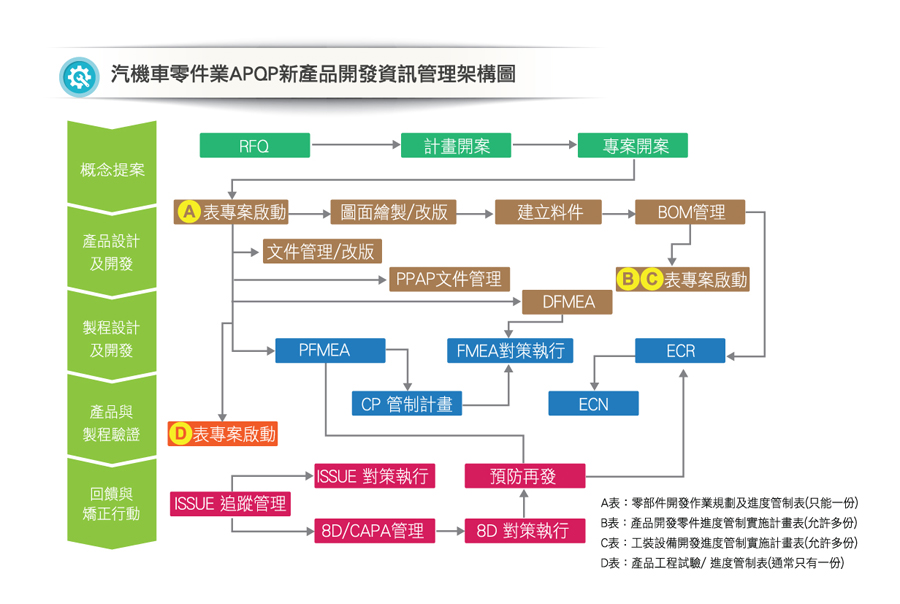 汽機車零件業APQP新產品開發資訊管理架構圖
概念提案
RFQ
計畫開案
專案開案
A 表專案啟動
圖面繪製/改版
建立料件
BOM管理
產品設計
及開發
文件管理/改版
PPAP文件管理
B C 表專案啟動
DFMEA
製程設計
及開發
PFMEA
FMEA對策執行
ECR
CP 管制計畫
ECN
產品與
製程驗證
D 表專案啟動
回饋與
矯正行動
ISSUE 追蹤管理
ISSUE 對策執行
預防再發
8D/CAPA管理
8D 對策執行
A表：零部件開發作業規劃及進度管制表(只能一份)
B表：產品開發零件進度管制實施計畫表(允許多份)
C表：工裝設備開發進度管制實施計畫表(允許多份)
D表：產品工程試驗/ 進度管制表(通常只有一份)